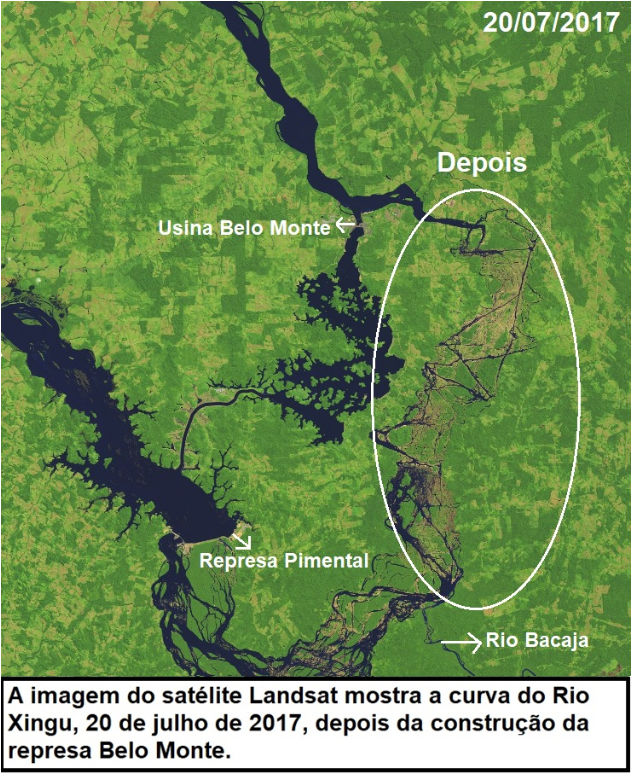 20/07/2017
Depois
Usina Belo Monte
Represa Pimental
Rio Bacaja
A imagem do satélite Landsat mostra a curva do Rio
Xingu, 20 de julho de 2017, depois da construção da
represa Belo Monte.